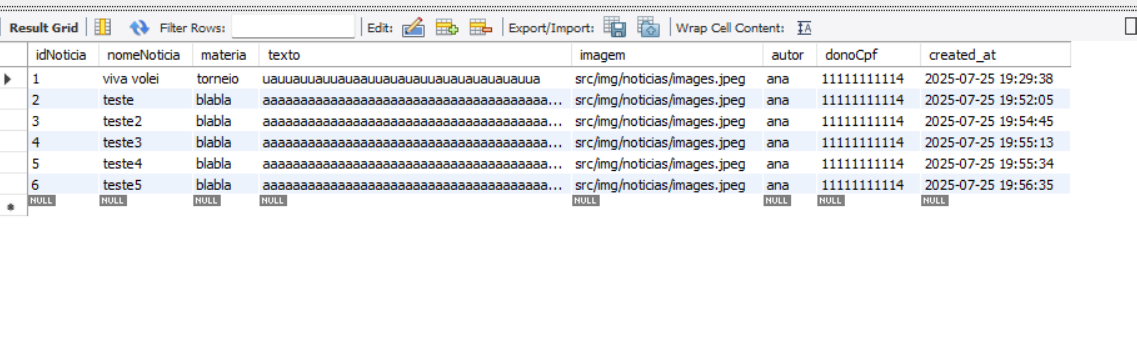 Result Grid Filter Rows: Edit: Export/Import: Wrap Cell Content: IA
idNoticia nomeNoticia materia texto imagem autor donoCpf created_at
1 viva volei torneio src/img/noticias/images.jpeg ana 11111111114 2025-07-25 19:29:38
2 teste blabla src/img/noticias/images.jpeg ana 11111111114 2025-07-25 19:52:05
3 teste2 blabla src/img/noticias/images.jpeg ana 11111111114 2025-07-25 19:54:45
4 teste3 blabla src/img/noticias/images.jpeg ana 11111111114 2025-07-25 19:55:13
5 teste4 blabla src/img/noticias/images.jpeg ana 11111111114 2025-07-25 19:55:34
6 teste5 blabla src/img/noticias/images.jpeg ana 11111111114 2025-07-25 19:56:35
NULL NULL NULL NULL NULL NULL NULL NULL